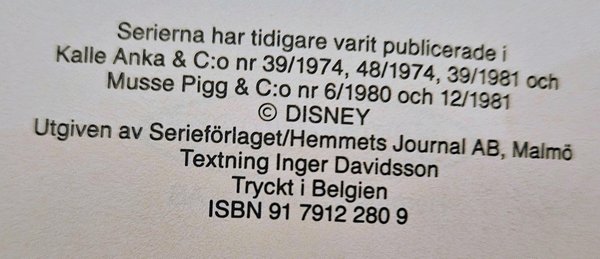 Serierna har tidigare varit publicerade i
Kalle Anka & C:o nr 39/1974, 48/1974, 39/1981 och
Musse Pigg & C:o nr 6/1980 och 12/1981
© DISNEY
Utgiven av Serieförlaget/Hemmets Journal AB, Malmö
Textning Inger Davidsson
Tryckt i Belgien
ISBN 91 7912 280 9